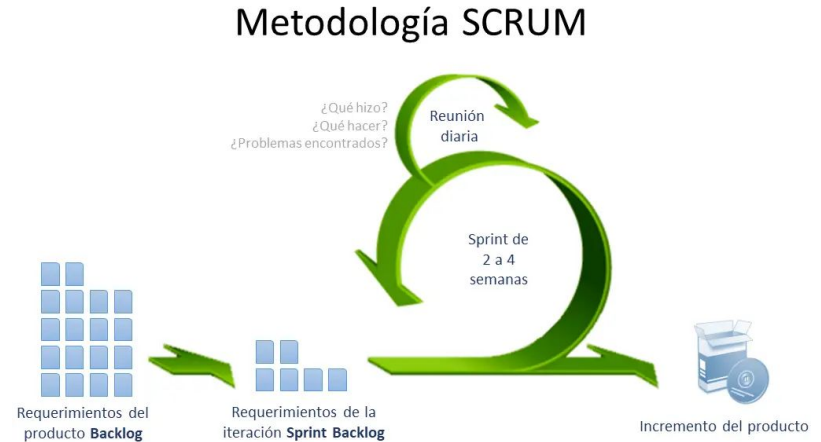 Metodología SCRUM
¿Qué hizo?
¿Qué hacer?
¿Problemas encontrados?
Reunión
diaria
Sprint de
2 a 4
semanas
Requerimientos del
producto Backlog
Requerimientos de la
iteración Sprint Backlog
Incremento del producto